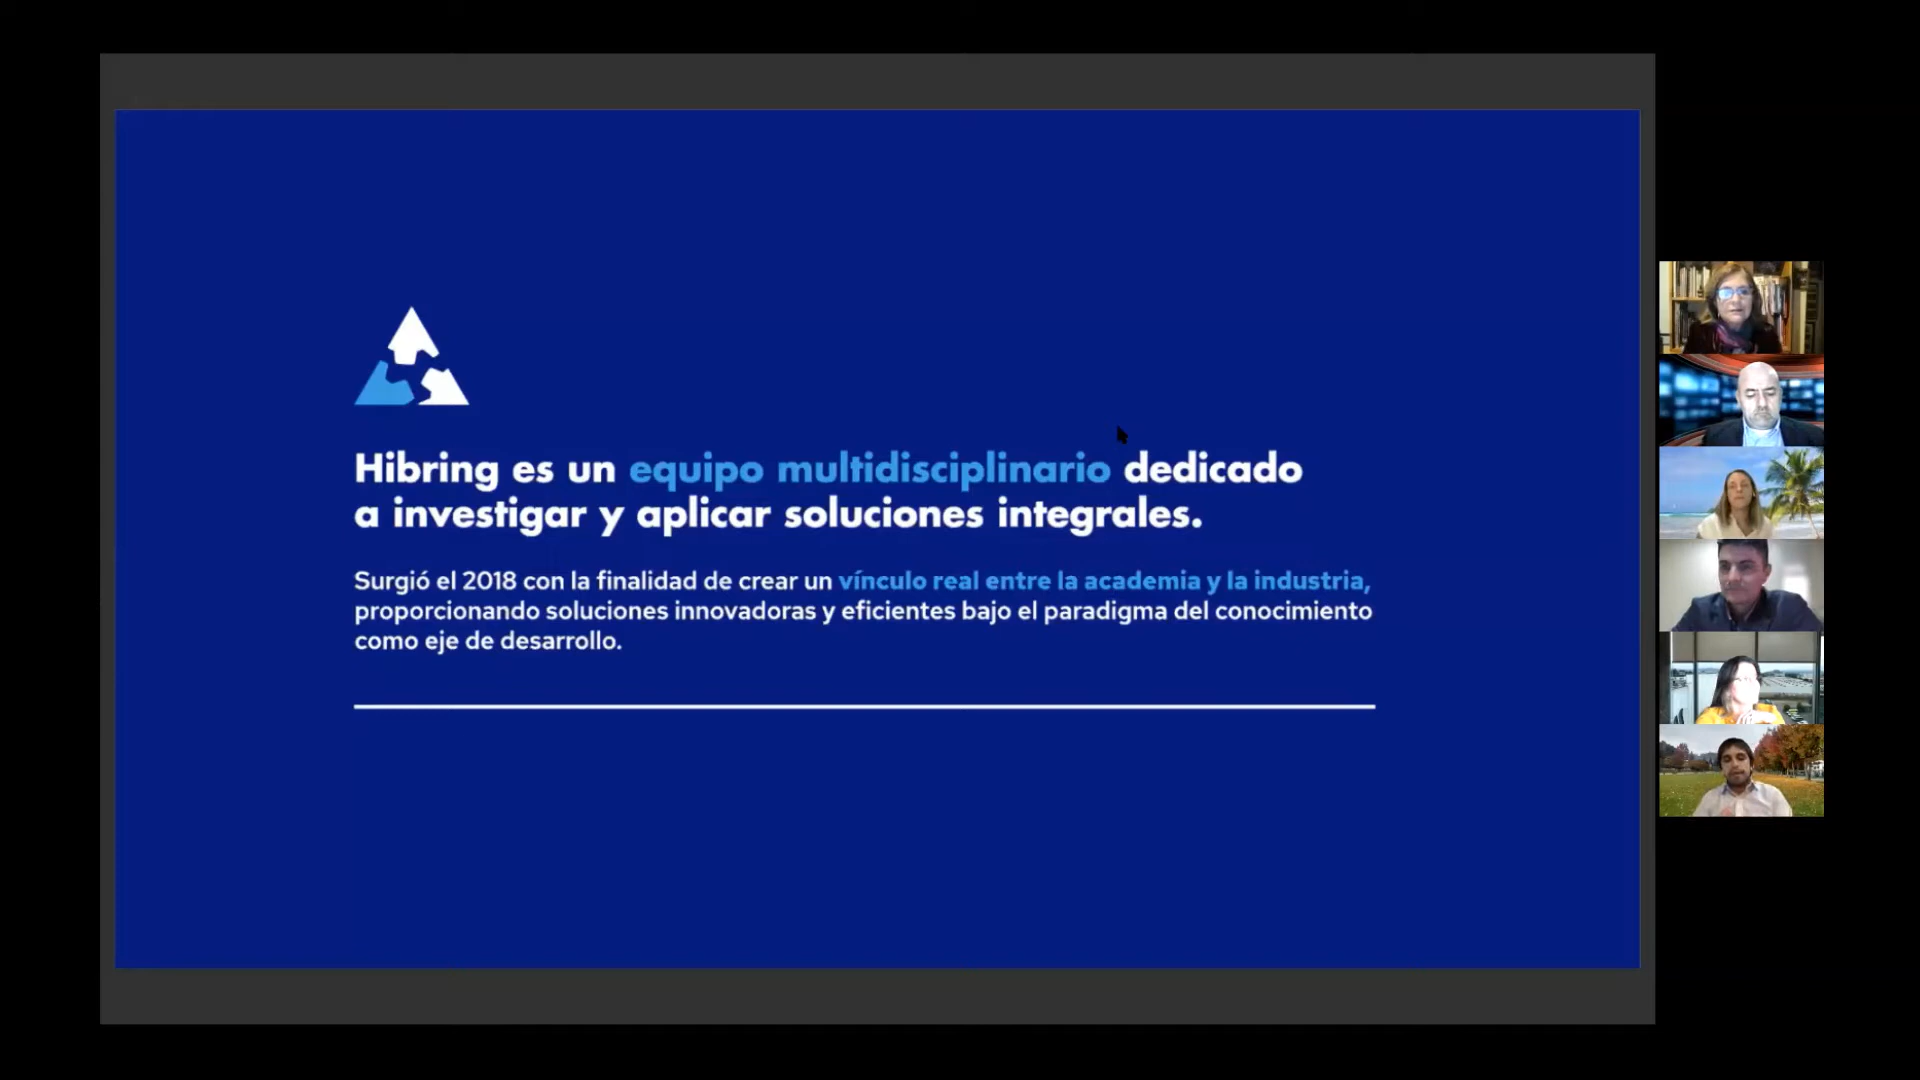 Hibring es un equipo multidisciplinario dedicado
a investigar y aplicar soluciones integrales.
Surgió el 2018 con la finalidad de crear un vínculo real entre la academia y la industria,
proporcionando soluciones innovadoras y eficientes bajo el paradigma del conocimiento
como eje de desarrollo.